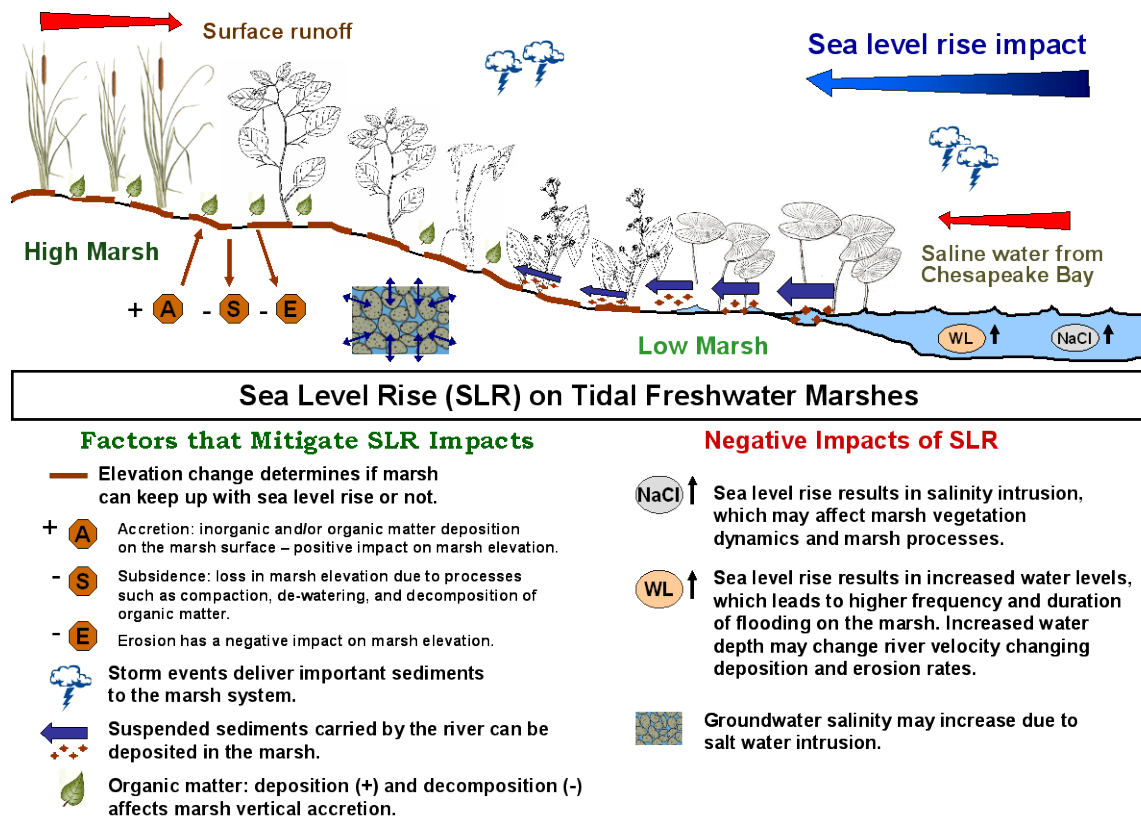 Surface runoff
Sea level rise impact
High Marsh
Saline water from
Chesapeake Bay
+ A - S - E
Low Marsh
WL
NaCl
Sea Level Rise (SLR) on Tidal Freshwater Marshes
Factors that Mitigate SLR Impacts
Elevation change determines if marsh
can keep up with sea level rise or not.
+ A Accretion: inorganic and/or organic matter deposition
on the marsh surface – positive impact on marsh elevation.
- S Subsidence: loss in marsh elevation due to processes
such as compaction, de-watering, and decomposition of
organic matter.
- E Erosion has a negative impact on marsh elevation.
Storm events deliver important sediments
to the marsh system.
Suspended sediments carried by the river can be
deposited in the marsh.
Organic matter: deposition (+) and decomposition (-)
affects marsh vertical accretion.
Negative Impacts of SLR
NaCl Sea level rise results in salinity intrusion,
which may affect marsh vegetation
dynamics and marsh processes.
WL Sea level rise results in increased water levels,
which leads to higher frequency and duration
of flooding on the marsh. Increased water
depth may change river velocity changing
deposition and erosion rates.
Groundwater salinity may increase due to
salt water intrusion.